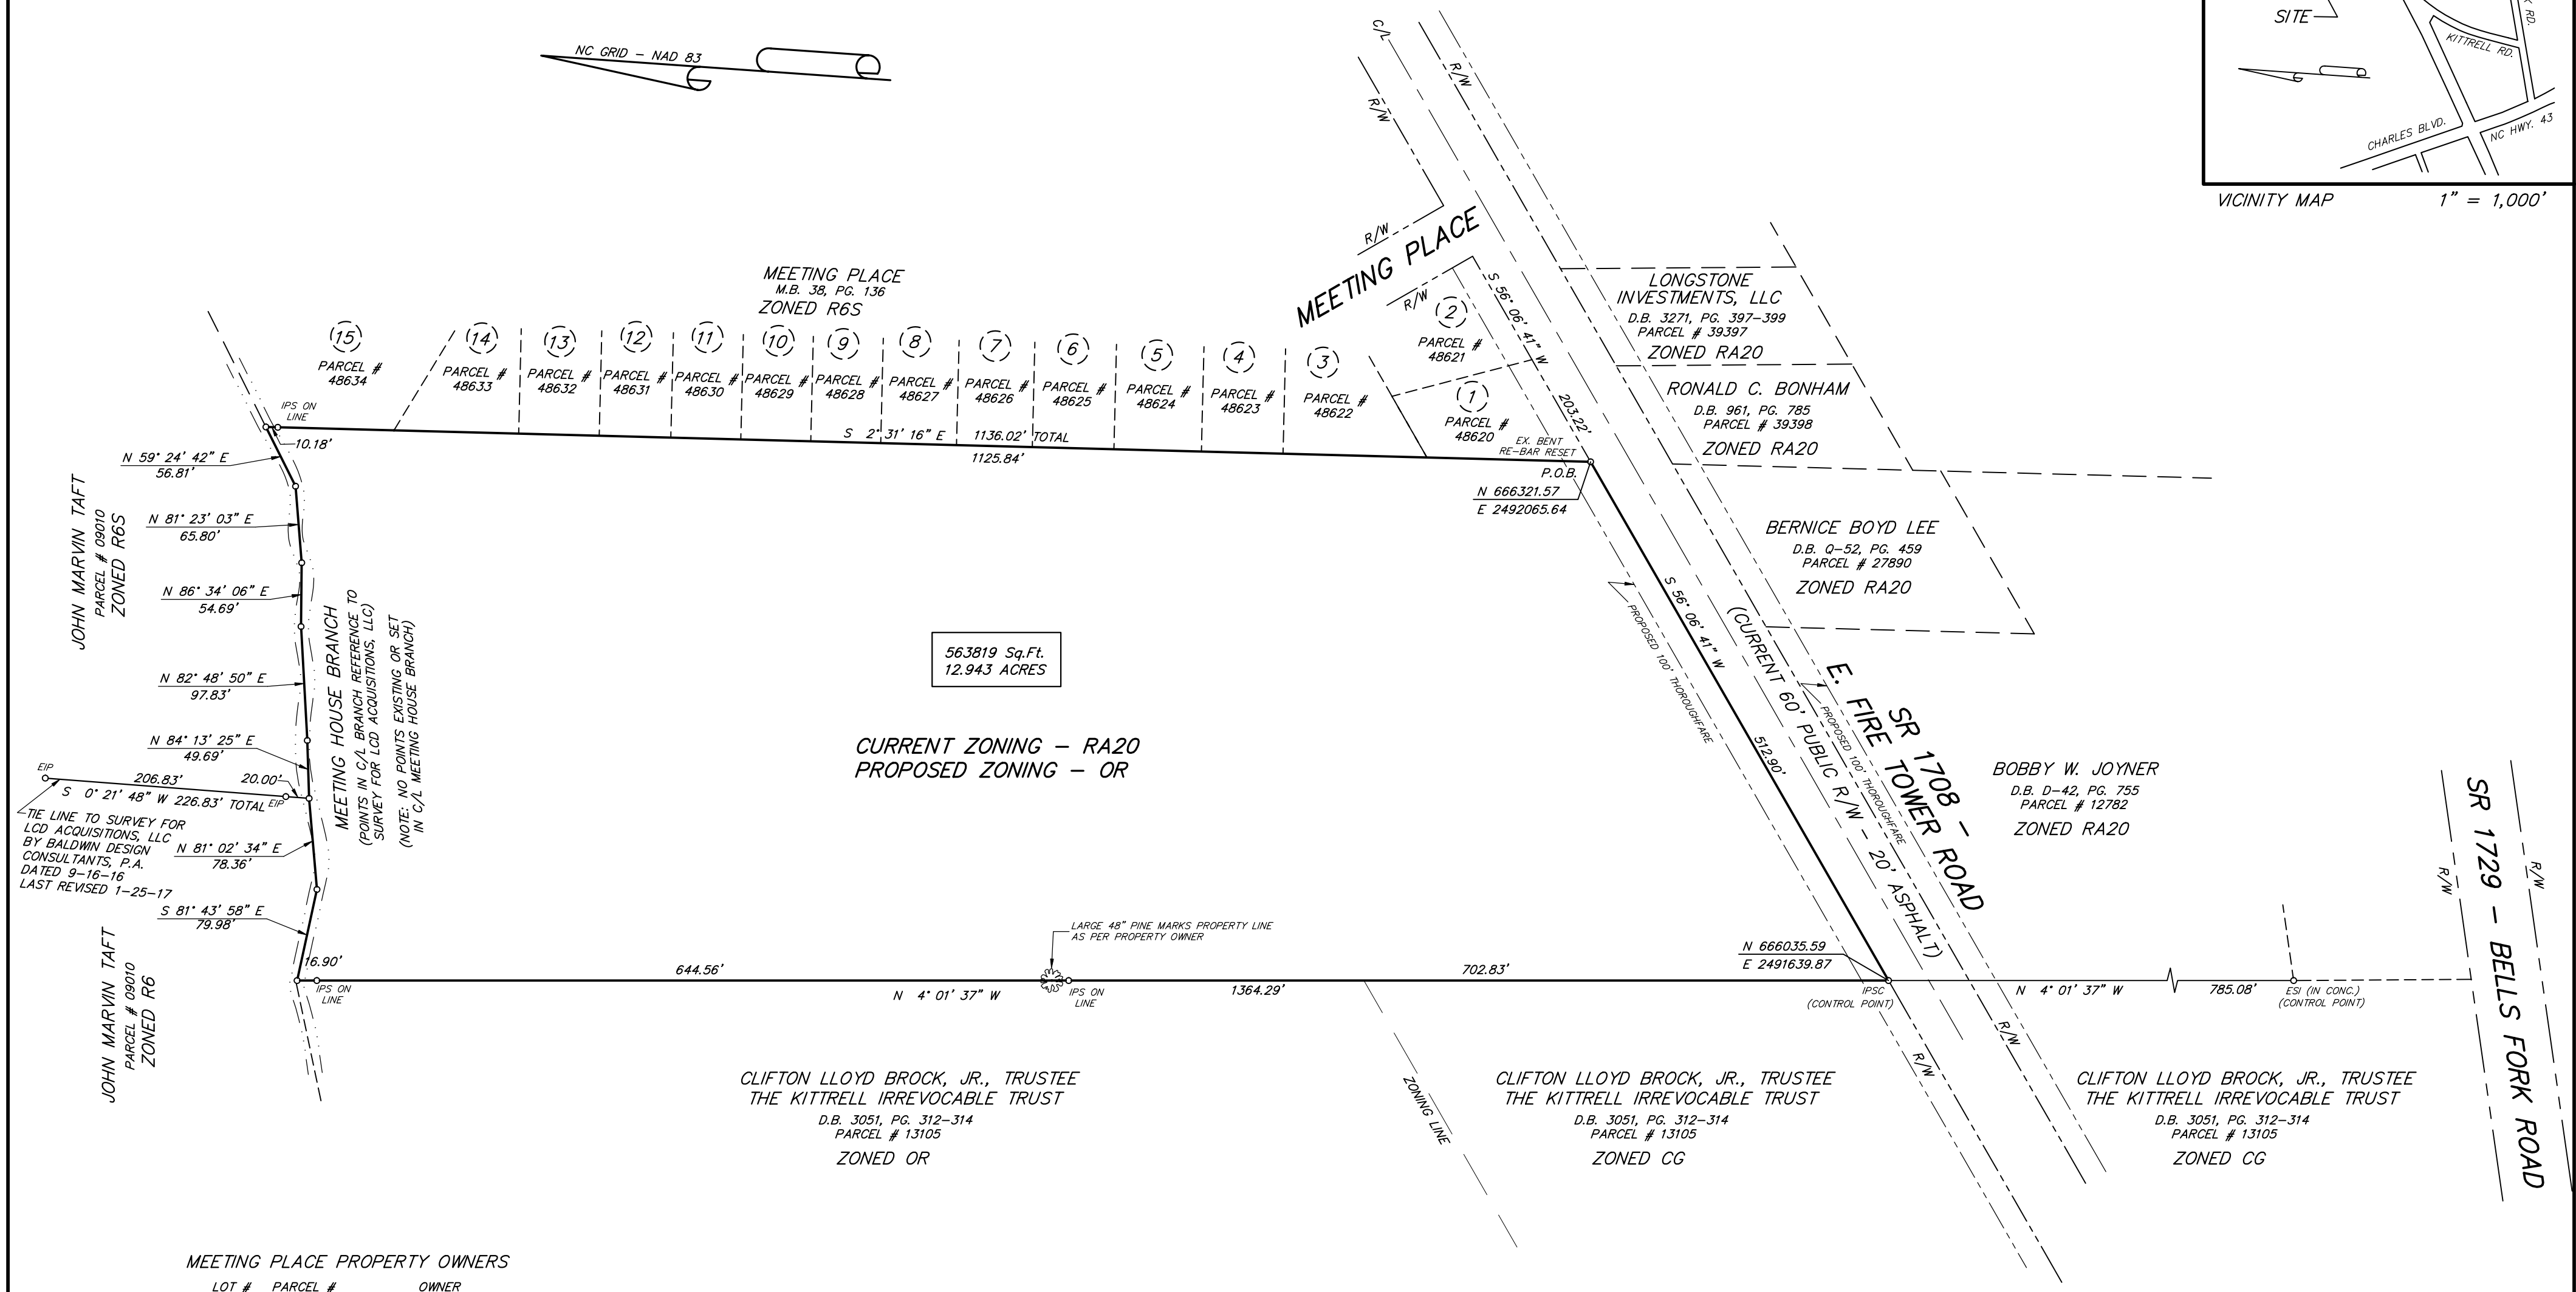 NC GRID - NAD 83
SITE
KITTRELL RD.
K RD.
CHARLES BLVD.
NC HWY. 43
VICINITY MAP
1" = 1,000'
C/L
R/W
R/W
R/W
R/W
MEETING PLACE
MEETING PLACE
M.B. 38, PG. 136
ZONED R6S
15
PARCEL #
48634
14
PARCEL #
48633
13
PARCEL #
48632
12
PARCEL #
48631
11
PARCEL #
48630
10
PARCEL #
48629
9
PARCEL #
48628
8
PARCEL #
48627
7
PARCEL #
48626
6
PARCEL #
48625
5
PARCEL #
48624
4
PARCEL #
48623
3
PARCEL #
48622
2
PARCEL #
48621
1
PARCEL #
48620
S 56° 06' 41" W
203.22'
LONGSTONE
INVESTMENTS, LLC
D.B. 3271, PG. 397-399
PARCEL # 39397
ZONED RA20
RONALD C. BONHAM
D.B. 961, PG. 785
PARCEL # 39398
ZONED RA20
BERNICE BOYD LEE
D.B. Q-52, PG. 459
PARCEL # 27890
ZONED RA20
IPS ON
LINE
10.18'
S 2° 31' 16" E
1136.02' TOTAL
1125.84'
EX. BENT
RE-BAR RESET
P.O.B.
N 666321.57
E 2492065.64
N 59° 24' 42" E
56.81'
N 81° 23' 03" E
65.80'
N 86° 34' 06" E
54.69'
N 82° 48' 50" E
97.83'
N 84° 13' 25" E
49.69'
JOHN MARVIN TAFT
PARCEL # 09010
ZONED R6S
MEETING HOUSE BRANCH
(POINTS IN C/L BRANCH REFERENCE TO
SURVEY FOR LCD ACQUISITIONS, LLC)
(NOTE: NO POINTS EXISTING OR SET
IN C/L MEETING HOUSE BRANCH)
EIP
206.83'
20.00'
S 0° 21' 48" W 226.83' TOTAL
EIP
TIE LINE TO SURVEY FOR
LCD ACQUISITIONS, LLC
BY BALDWIN DESIGN
CONSULTANTS, P.A.
DATED 9-16-16
LAST REVISED 1-25-17
N 81° 02' 34" E
78.36'
S 81° 43' 58" E
79.98'
JOHN MARVIN TAFT
PARCEL # 09010
ZONED R6
563819 Sq.Ft.
12.943 ACRES
CURRENT ZONING - RA20
PROPOSED ZONING - OR
PROPOSED 100' THOROUGHFARE
S 56° 06' 41" W
512.90'
(CURRENT 60' PUBLIC R/W - 20' ASPHALT)
PROPOSED 100' THOROUGHFARE
SR 1708 -
E. FIRE TOWER ROAD
BOBBY W. JOYNER
D.B. D-42, PG. 755
PARCEL # 12782
ZONED RA20
R/W
SR 1729 - BELLS FORK ROAD
R/W
16.90'
IPS ON
LINE
644.56'
N 4° 01' 37" W
LARGE 48" PINE MARKS PROPERTY LINE
AS PER PROPERTY OWNER
IPS ON
LINE
1364.29'
702.83'
N 666035.59
E 2491639.87
IPSC
(CONTROL POINT)
N 4° 01' 37" W
785.08'
ESI (IN CONC.)
(CONTROL POINT)
R/W
R/W
ZONING LINE
CLIFTON LLOYD BROCK, JR., TRUSTEE
THE KITTRELL IRREVOCABLE TRUST
D.B. 3051, PG. 312-314
PARCEL # 13105
ZONED OR
CLIFTON LLOYD BROCK, JR., TRUSTEE
THE KITTRELL IRREVOCABLE TRUST
D.B. 3051, PG. 312-314
PARCEL # 13105
ZONED CG
CLIFTON LLOYD BROCK, JR., TRUSTEE
THE KITTRELL IRREVOCABLE TRUST
D.B. 3051, PG. 312-314
PARCEL # 13105
ZONED CG
MEETING PLACE PROPERTY OWNERS
LOT # PARCEL # OWNER